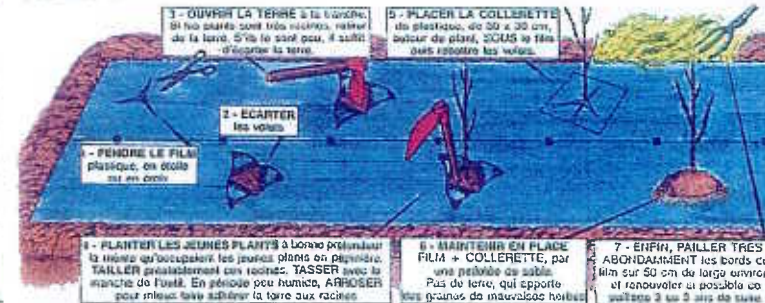 3 - OUVRIR LA TERRE à la tranche.
Si les plants sont très racinés, retirer
de la terre. S'ils le sont peu, il suffit
d'écarter la terre.
5 - PLACER LA COLLERETTE
de plastique, de 30 x 30 cm,
autour du plant, SOUS le film
puis rabattre les volets.
2 - ECARTER
les volets
1 - FENDRE LE FILM
plastique, en étoile
ou en croix
4 - PLANTER LES JEUNES PLANTS à bonne profondeur
la même qu'occupaient les jeunes plants en pépinière.
TAILLER préalablement les racines. TASSER avec le
manche de l'outil. En période peu humide, ARROSER
pour mieux faire adhérer la terre aux racines
6 - MAINTENIR EN PLACE
FILM + COLLERETTE, par
une pelletée de sable.
Pas de terre, qui apporte
des graines de mauvaises herbes
7 - ENFIN, PAILLER TRES
ABONDAMMENT les bords
film sur 50 cm de large environ
et renouveler si possible ce
3 ans de suite